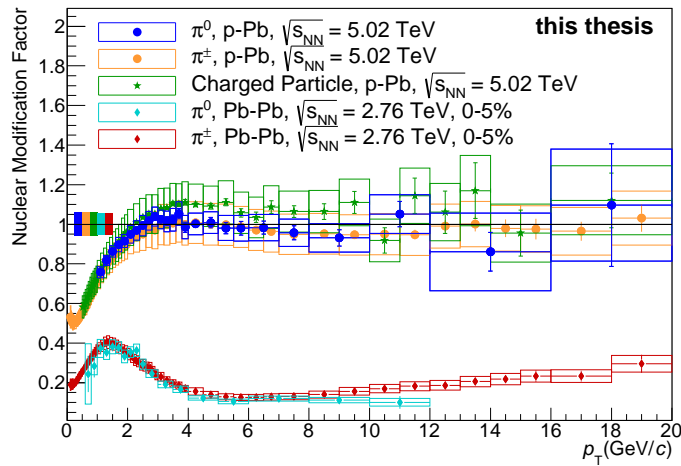 this thesis
π⁰, p-Pb, √s_NN = 5.02 TeV
π±, p-Pb, √s_NN = 5.02 TeV
Charged Particle, p-Pb, √s_NN = 5.02 TeV
π⁰, Pb-Pb, √s_NN = 2.76 TeV, 0-5%
π±, Pb-Pb, √s_NN = 2.76 TeV, 0-5%
Nuclear Modification Factor
2
1.8
1.6
1.4
1.2
1
0.8
0.6
0.4
0.2
0 2 4 6 8 10 12 14 16 18 20
p_T(GeV/c)